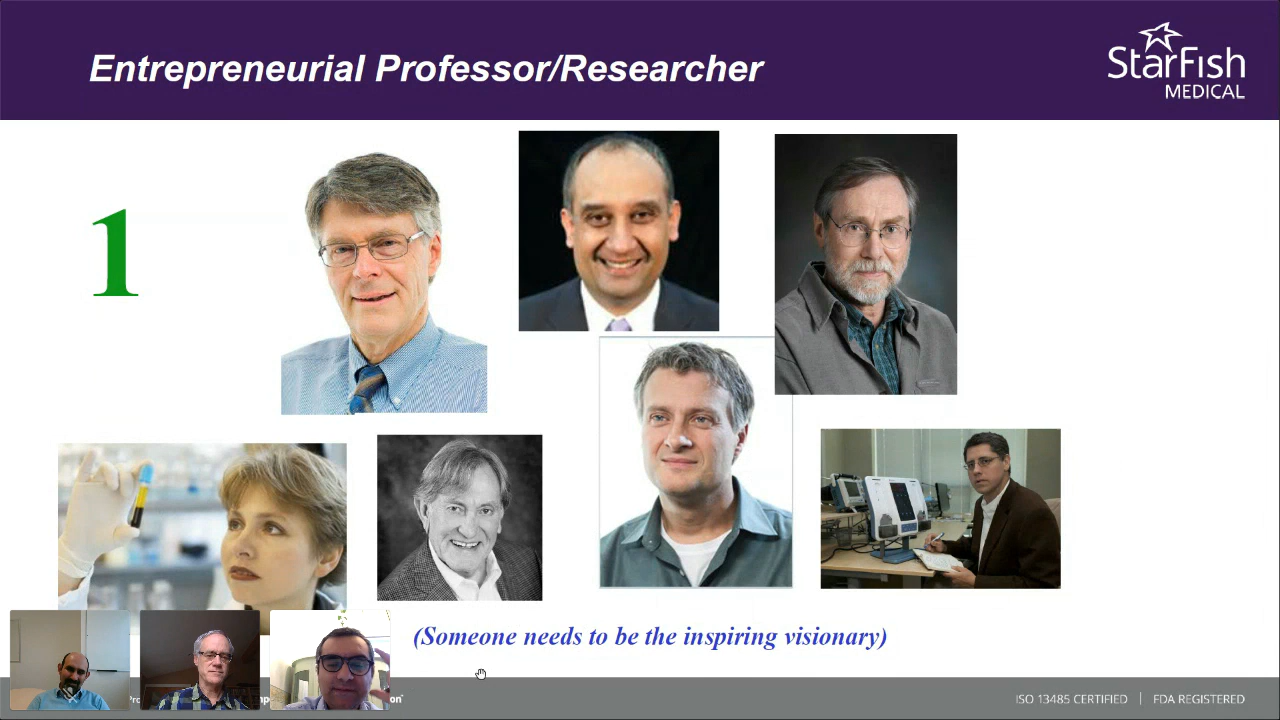 Entrepreneurial Professor/Researcher
StarFish
MEDICAL
1
(Someone needs to be the inspiring visionary)
ISO 13485 CERTIFIED | FDA REGISTERED